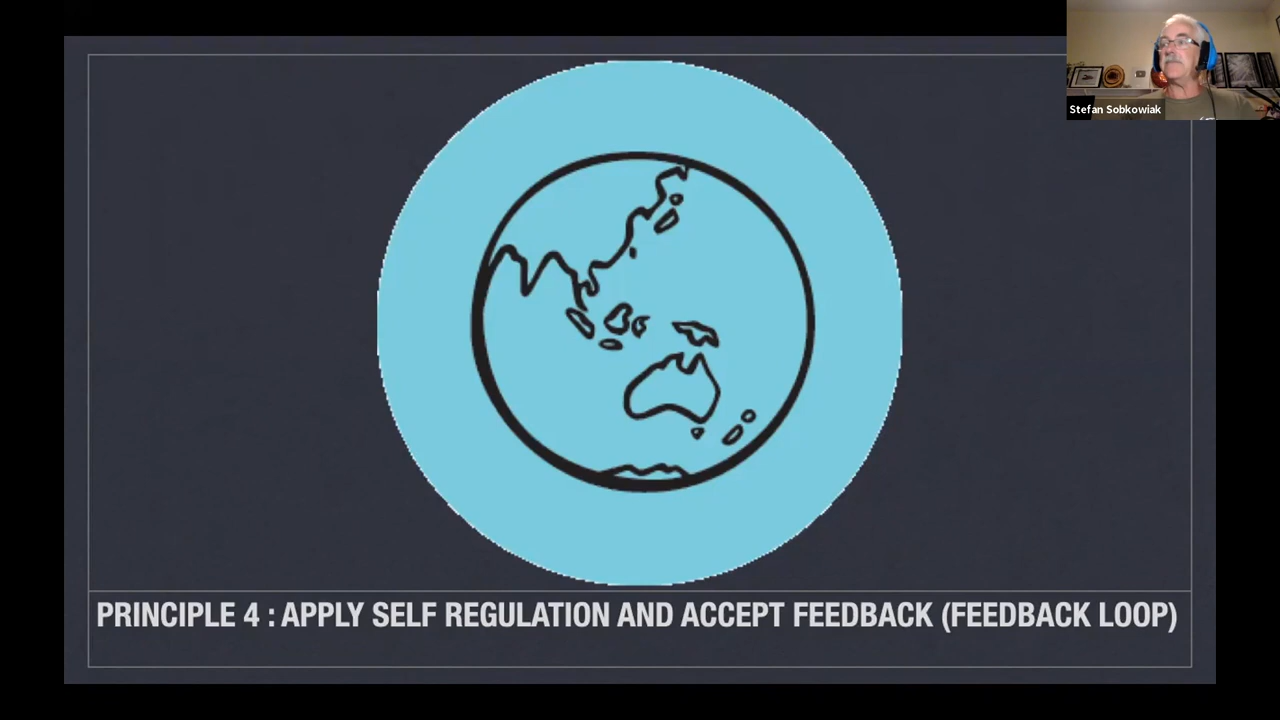 Stefan Sobkowiak
PRINCIPLE 4 : APPLY SELF REGULATION AND ACCEPT FEEDBACK (FEEDBACK LOOP)